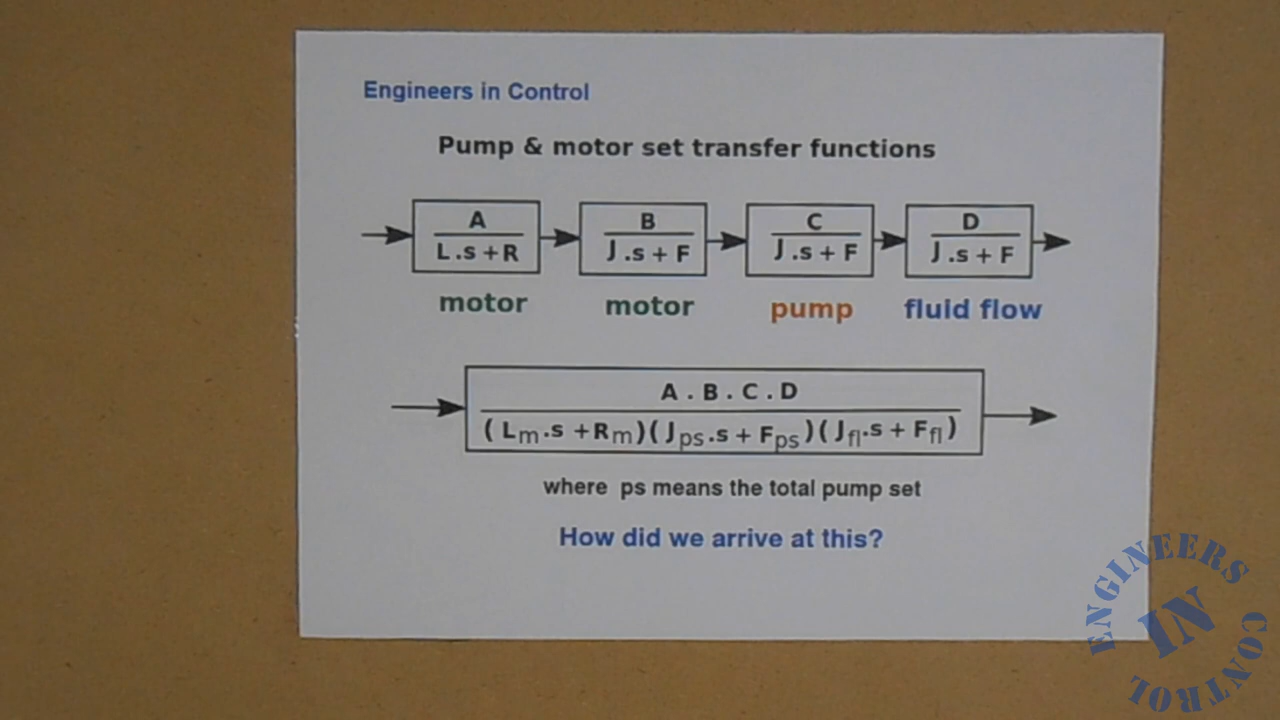 Engineers in Control
Pump & motor set transfer functions
A B C D
L.s+R J.s+F J.s+F J.s+F
motor motor pump fluid flow
A.B.C.D
(Lm.s+Rm)(Jps.s+Fps)(Jfl.s+Ffl)
where ps means the total pump set
How did we arrive at this?
ENGINEERS
IN
CONTROL